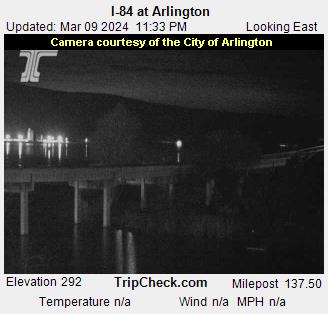 I-84 at Arlington
Updated: Mar 09 2024 11:33 PM Looking East
Camera courtesy of the City of Arlington
Elevation 292 TripCheck.com Milepost 137.50
Temperature n/a Wind n/a MPH n/a